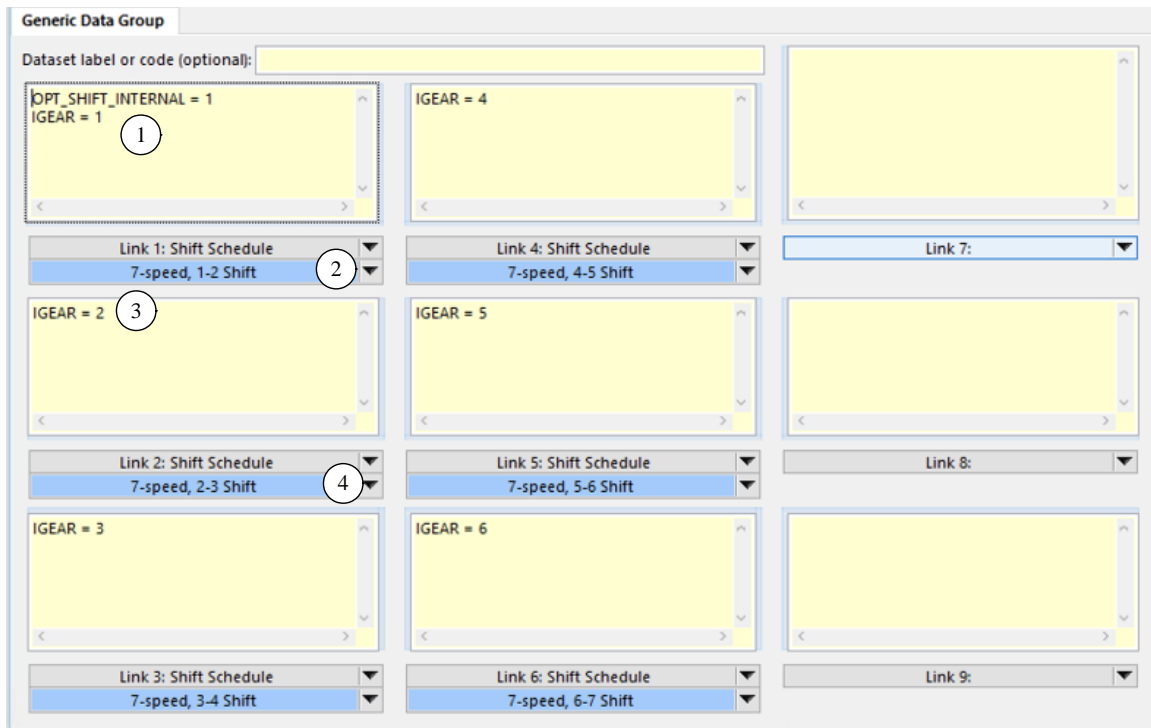 Generic Data Group
Dataset label or code (optional):
OPT_SHIFT_INTERNAL = 1
IGEAR = 1
1
Link 1: Shift Schedule
7-speed, 1-2 Shift
2
IGEAR = 2
3
Link 2: Shift Schedule
7-speed, 2-3 Shift
4
IGEAR = 3
Link 3: Shift Schedule
7-speed, 3-4 Shift
IGEAR = 4
Link 4: Shift Schedule
7-speed, 4-5 Shift
IGEAR = 5
Link 5: Shift Schedule
7-speed, 5-6 Shift
IGEAR = 6
Link 6: Shift Schedule
7-speed, 6-7 Shift
Link 7:
Link 8:
Link 9: